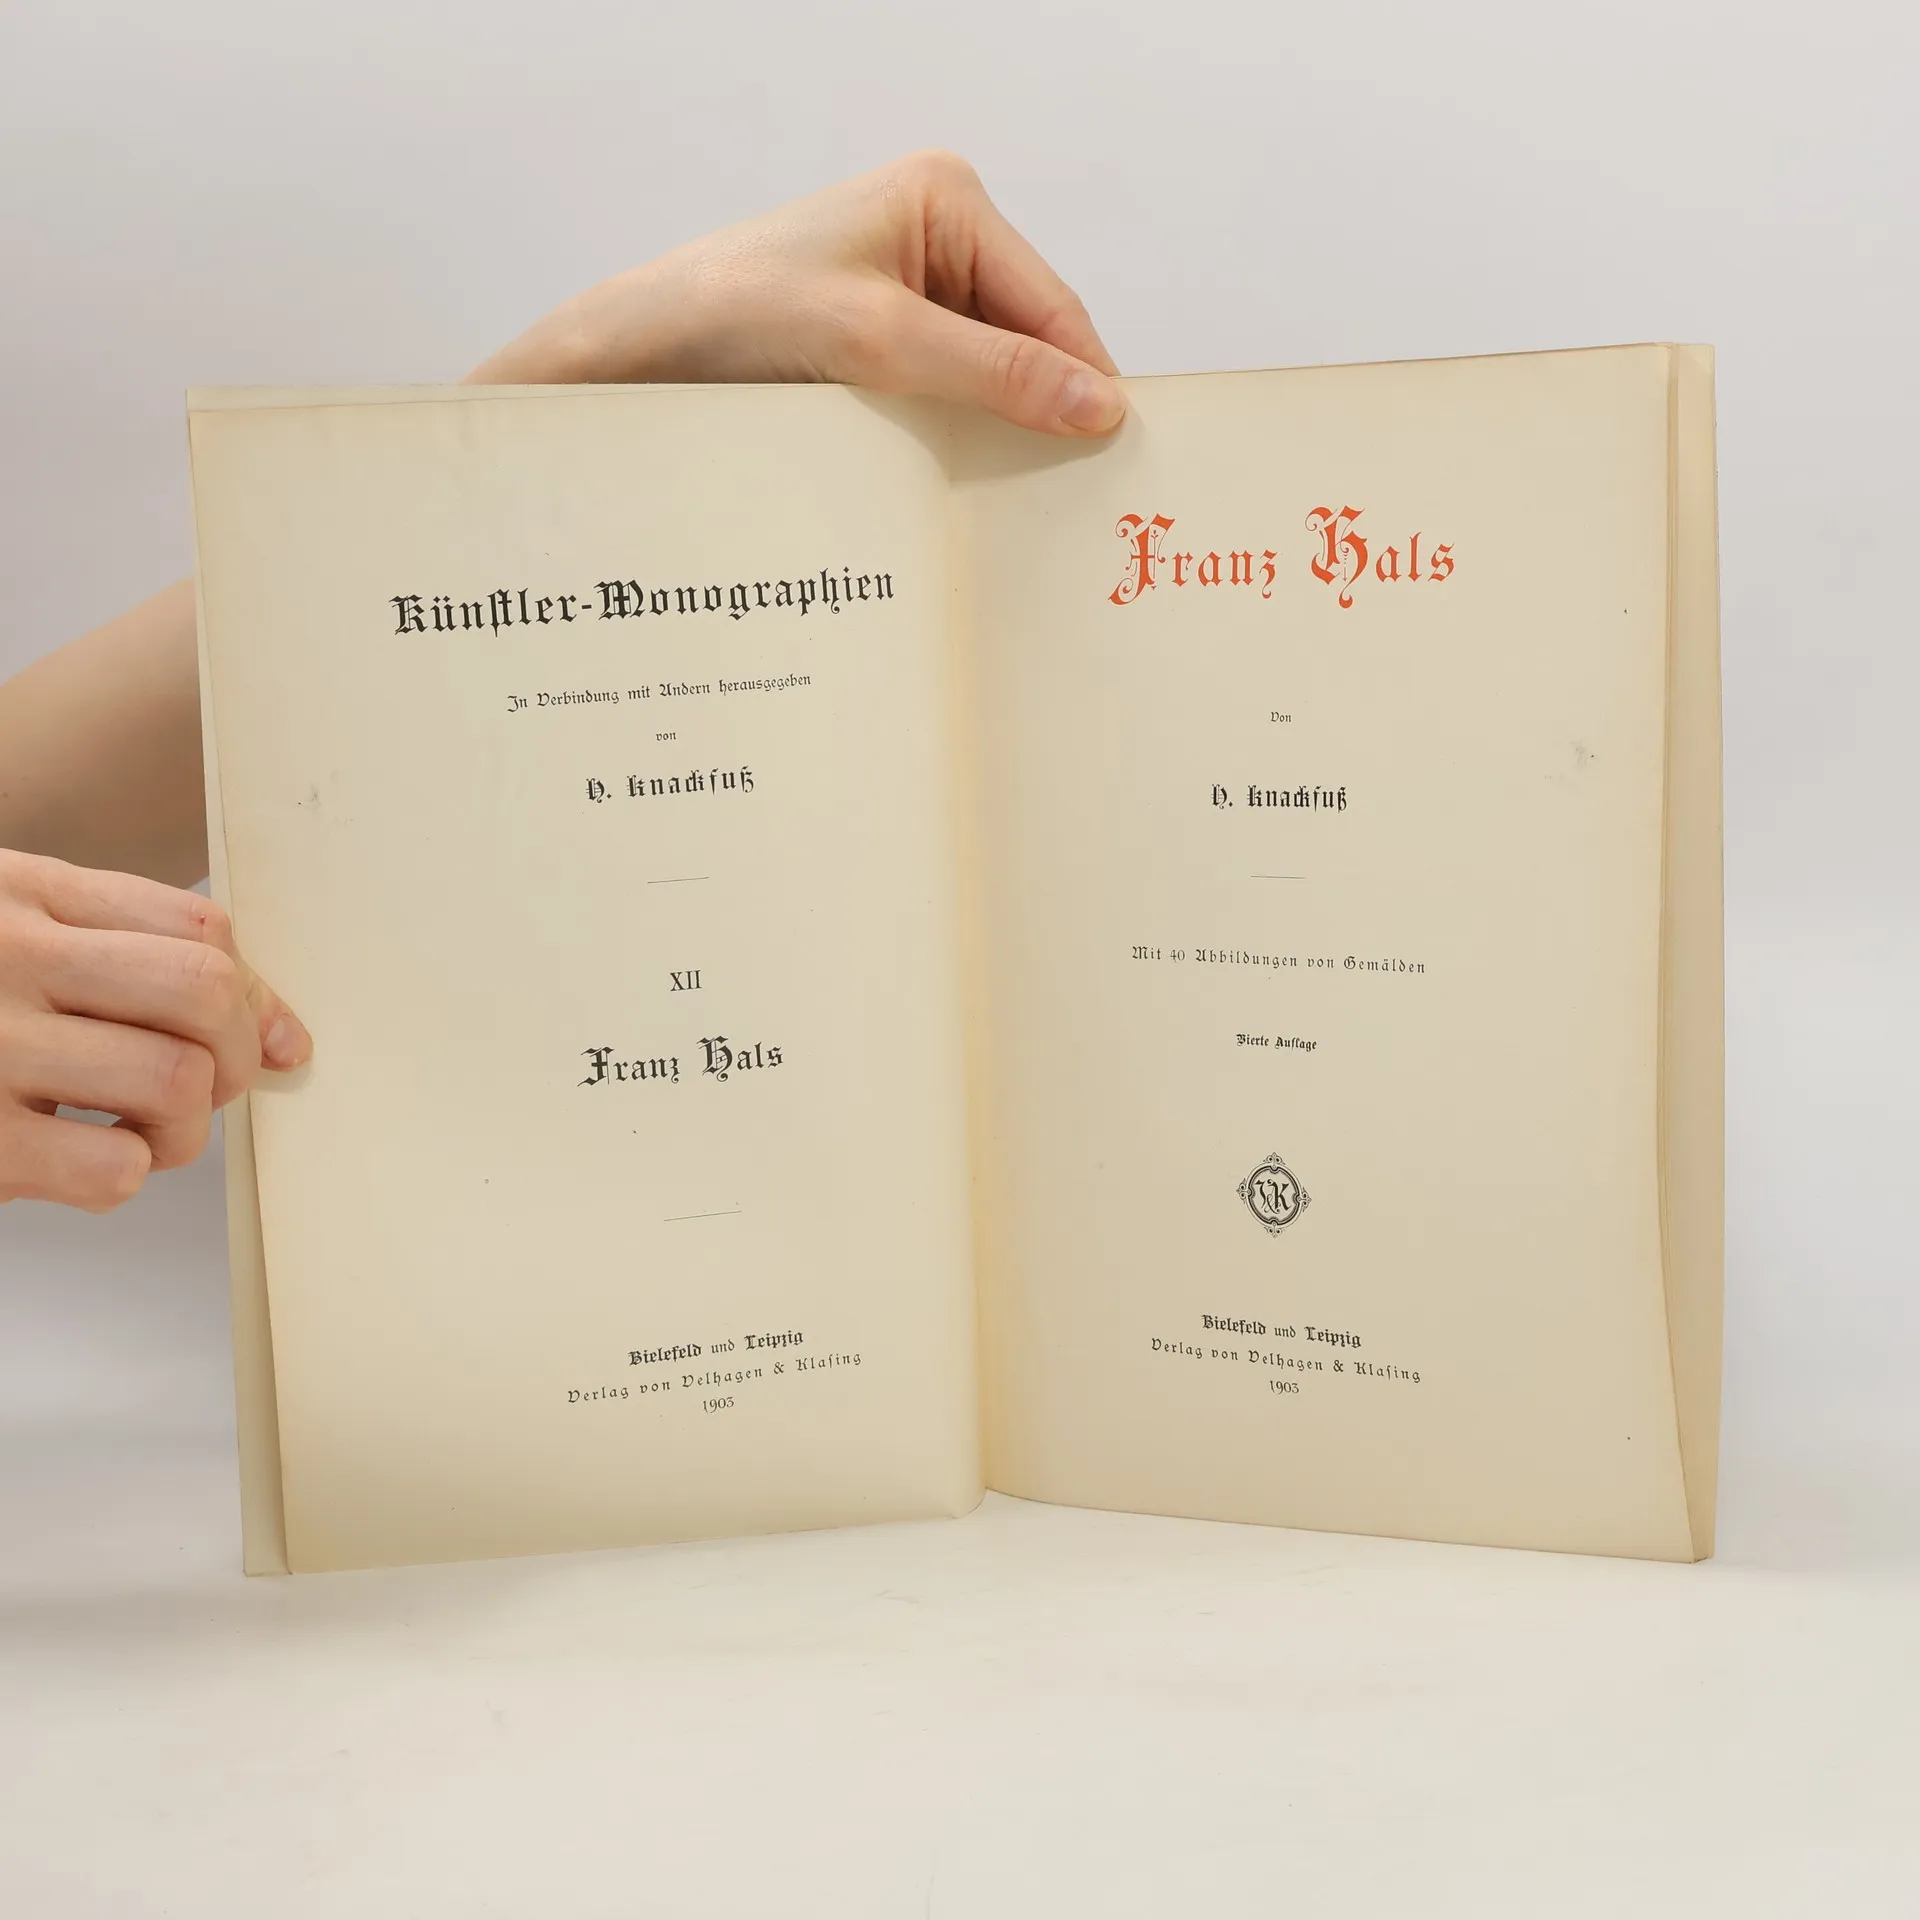 Künſtler-Monographien
In Verbindung mit Andern herausgegeben
von
H. Knackfuß
XII
Franz Hals
Bielefeld und Leipzig
Verlag von Velhagen & Klaſing
1903
Franz Hals
Von
H. Knackfuß
Mit 40 Abbildungen von Gemälden
Vierte Auflage
V&K
Bielefeld und Leipzig
Verlag von Velhagen & Klaſing
1903